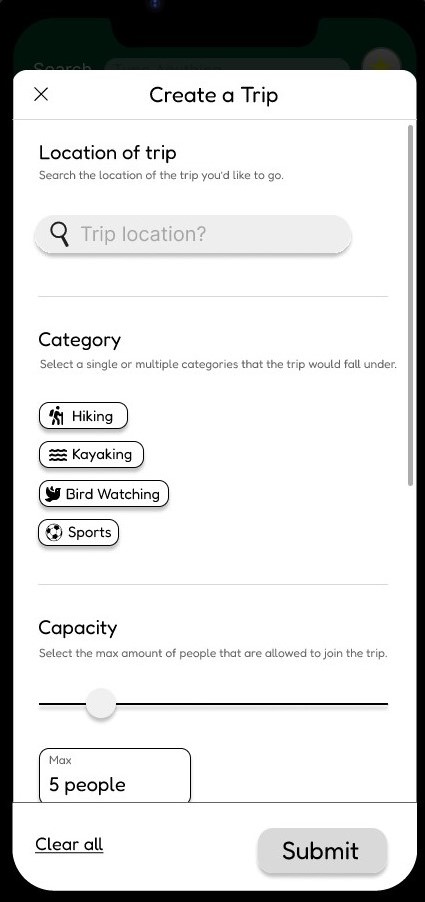 Search
Create a Trip
Location of trip
Search the location of the trip you'd like to go.
Trip location?
Category
Select a single or multiple categories that the trip would fall under.
Hiking
Kayaking
Bird Watching
Sports
Capacity
Select the max amount of people that are allowed to join the trip.
Max
5 people
Clear all
Submit